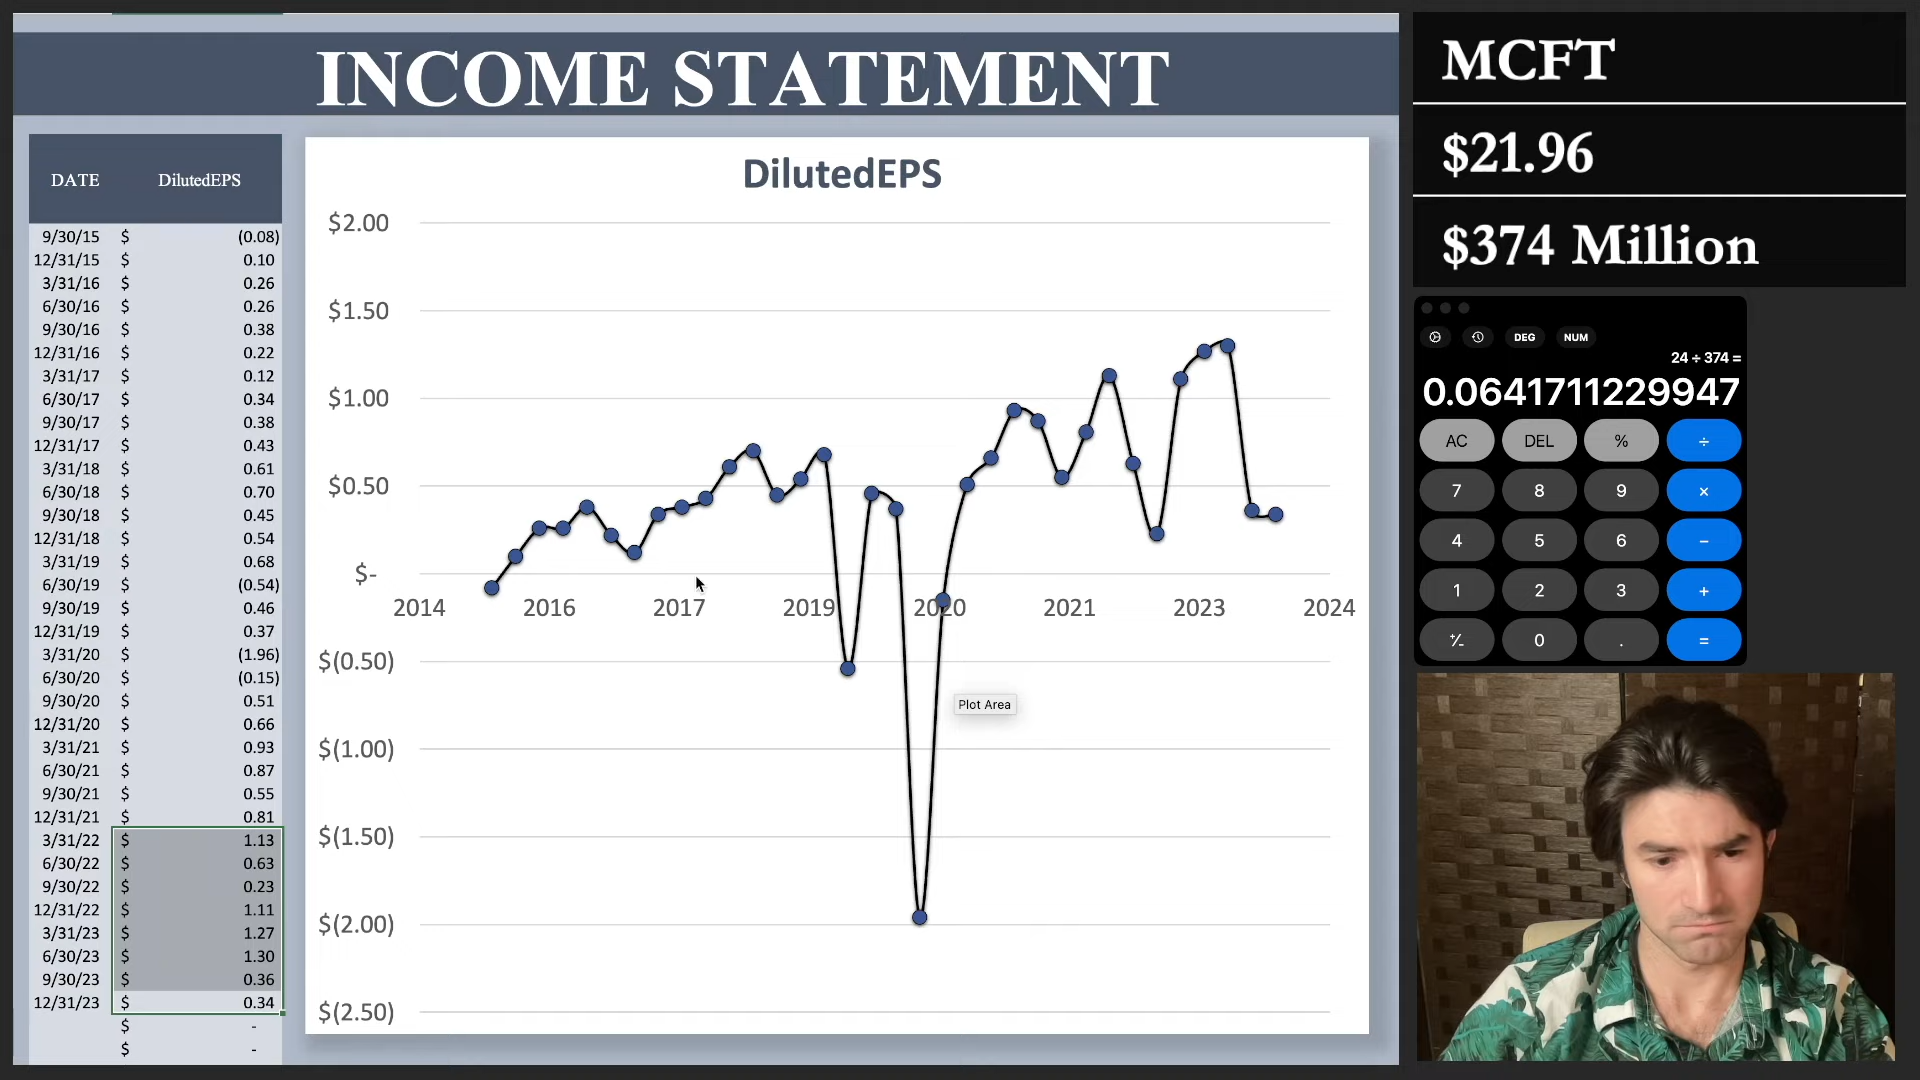 INCOME STATEMENT
DATE DilutedEPS
9/30/15 $ (0.08)
12/31/15 $ 0.10
3/31/16 $ 0.26
6/30/16 $ 0.26
9/30/16 $ 0.38
12/31/16 $ 0.22
3/31/17 $ 0.12
6/30/17 $ 0.34
9/30/17 $ 0.38
12/31/17 $ 0.43
3/31/18 $ 0.61
6/30/18 $ 0.70
9/30/18 $ 0.45
12/31/18 $ 0.54
3/31/19 $ 0.68
6/30/19 $ (0.54)
9/30/19 $ 0.46
12/31/19 $ 0.37
3/31/20 $ (1.96)
6/30/20 $ (0.15)
9/30/20 $ 0.51
12/31/20 $ 0.66
3/31/21 $ 0.93
6/30/21 $ 0.87
9/30/21 $ 0.55
12/31/21 $ 0.81
3/31/22 $ 1.13
6/30/22 $ 0.63
9/30/22 $ 0.23
12/31/22 $ 1.11
3/31/23 $ 1.27
6/30/23 $ 1.30
9/30/23 $ 0.36
12/31/23 $ 0.34
$ -
$ -
DilutedEPS
$2.00
$1.50
$1.00
$0.50
$-
2014 2016 2017 2019 2020 2021 2023 2024
$(0.50)
Plot Area
$(1.00)
$(1.50)
$(2.00)
$(2.50)
MCFT
$21.96
$374 Million
DEG NUM
24 ÷ 374 =
0.0641711229947
AC DEL % ÷
7 8 9 ×
4 5 6 −
1 2 3 +
⁺∕₋ 0 . =